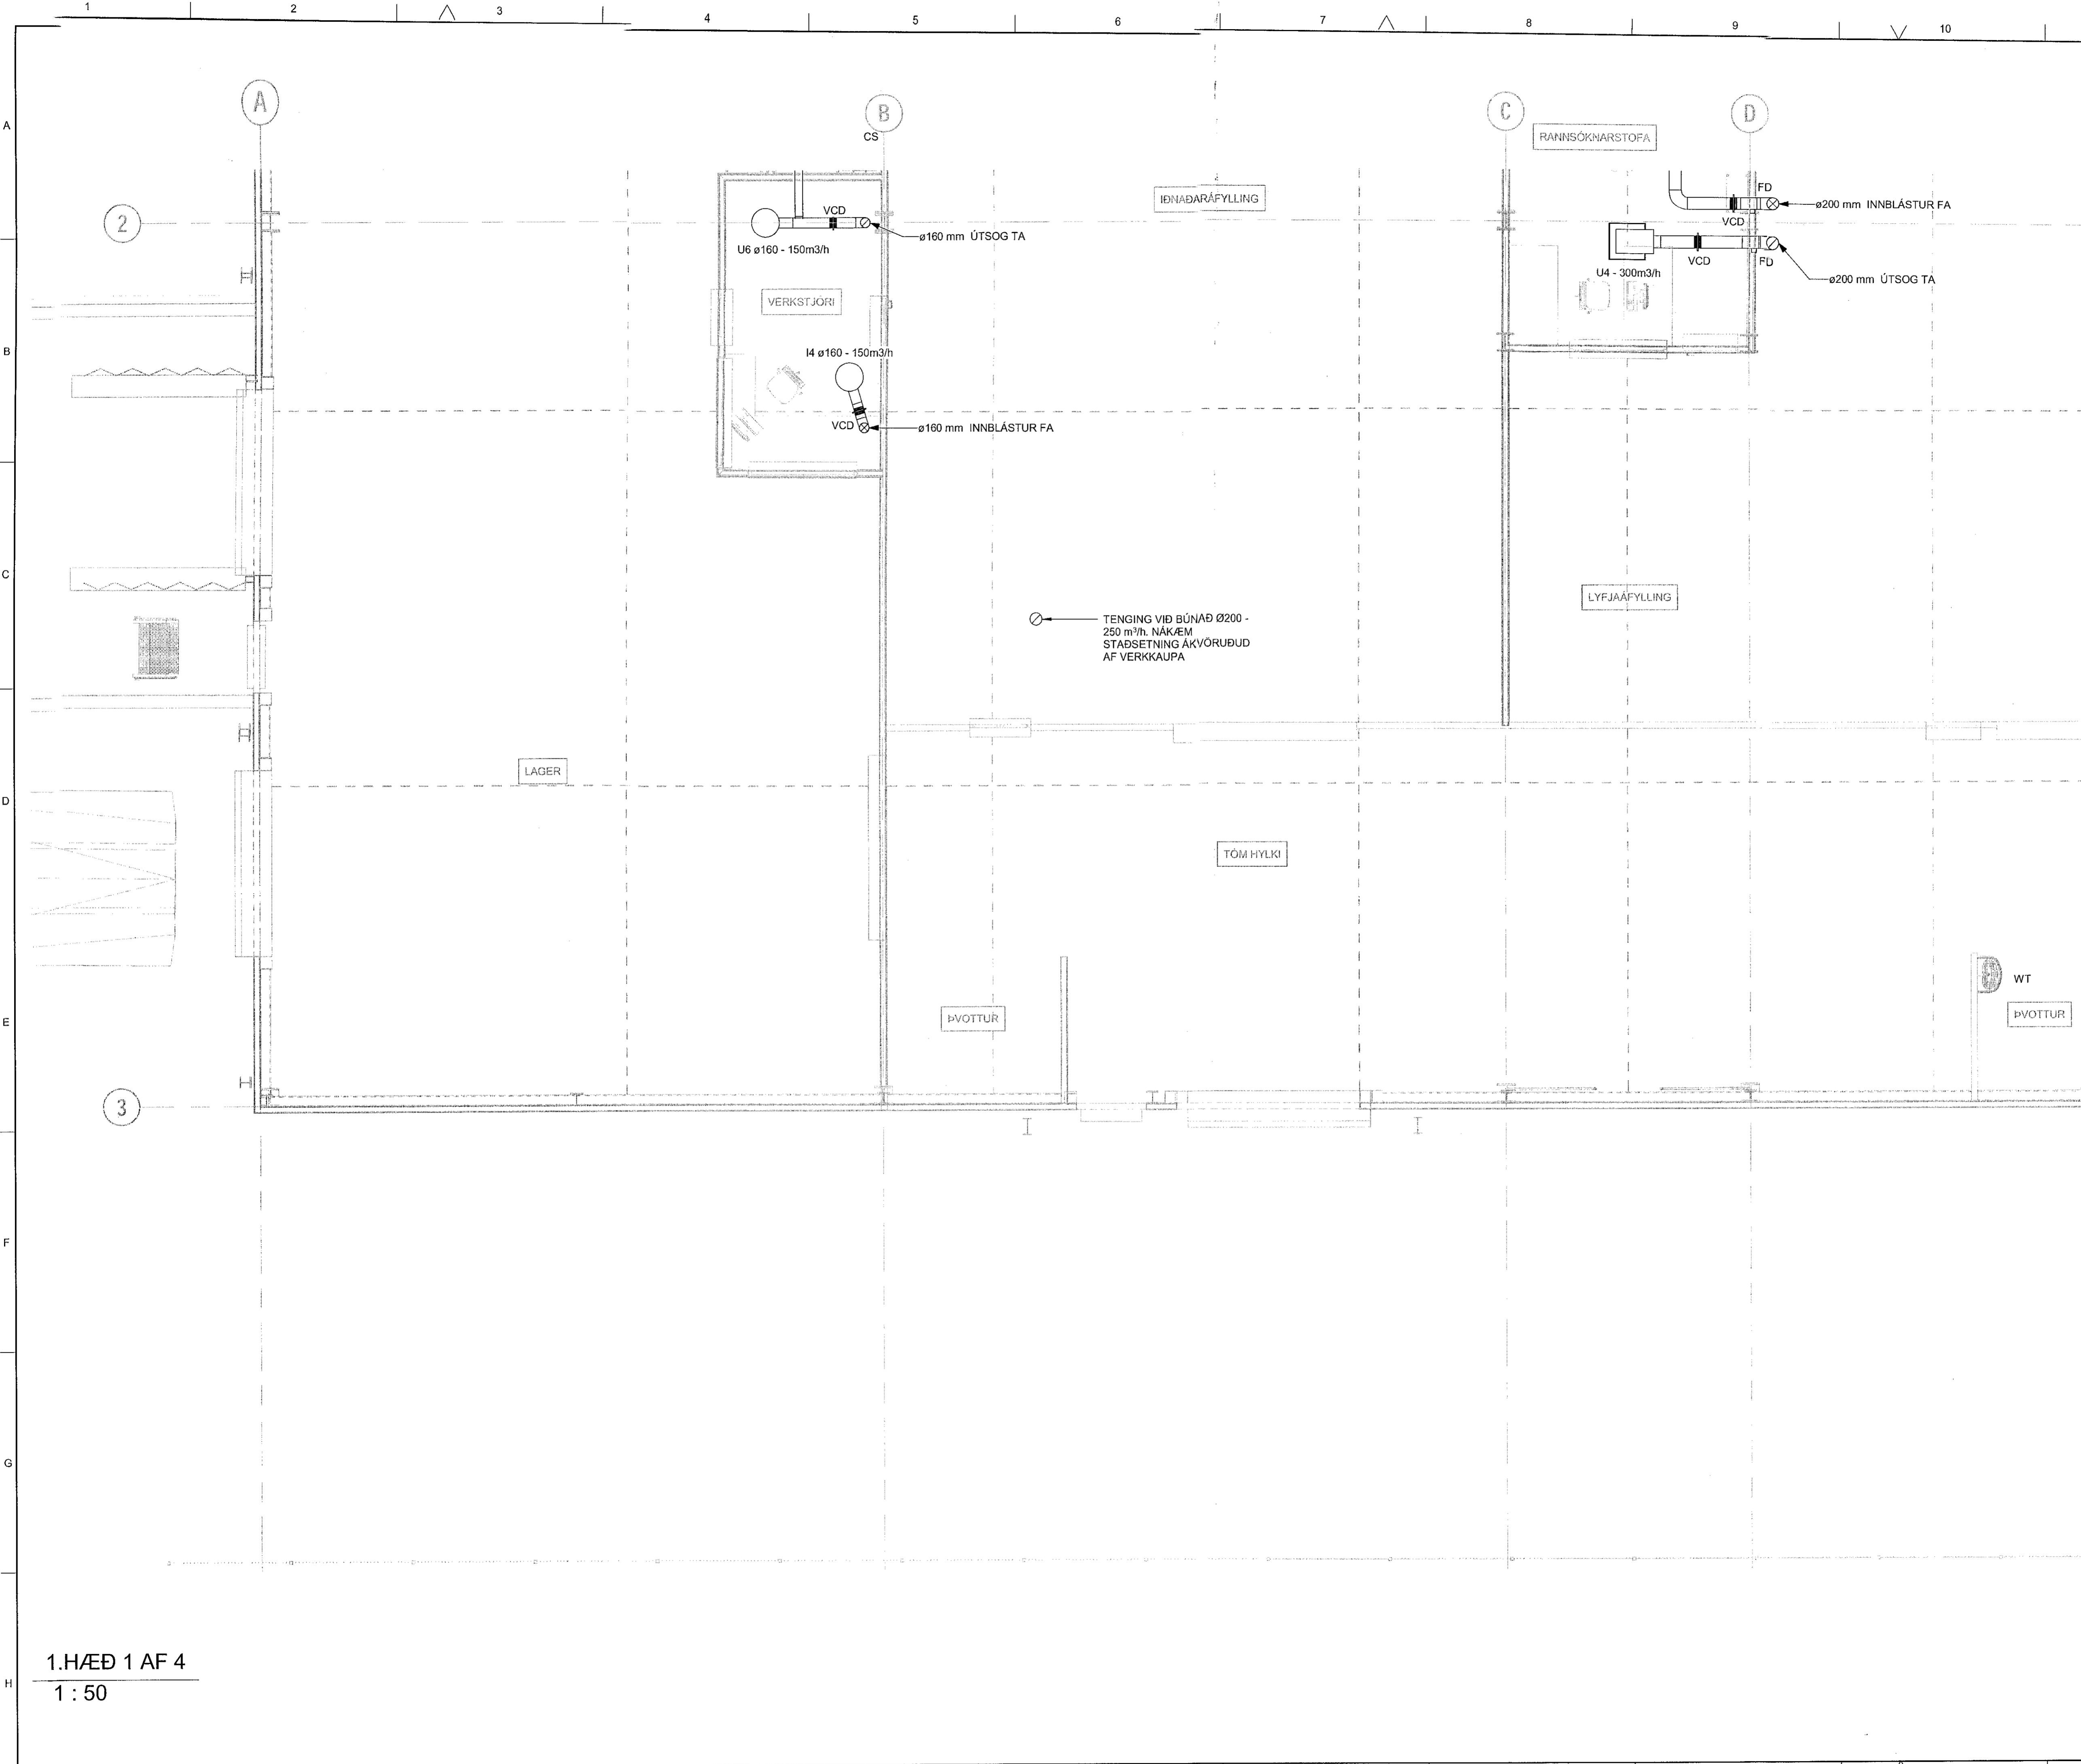 1 2 3 4 5 6 7 8 9 10
A
B
C
D
E
F
G
H
A
B
C
D
CS
RANNSÓKNARSTOFA
IÐNAÐARÁFYLLING
2
VCD
ø160 mm ÚTSOG TA
U6 ø160 - 150m3/h
FD
ø200 mm INNBLÁSTUR FA
VCD
VCD
FD
U4 - 300m3/h
ø200 mm ÚTSOG TA
VERKSTJÓRI
I4 ø160 - 150m3/h
VCD
ø160 mm INNBLÁSTUR FA
LYFJAÁFYLLING
TENGING VIÐ BÚNAÐ Ø200 -
250 m³/h. NÁKÆM
STAÐSETNING ÁKVÖRUÐUD
AF VERKKAUPA
LAGER
TÓM HYLKI
WT
ÞVOTTUR
ÞVOTTUR
3
1.HÆÐ 1 AF 4
1 : 50